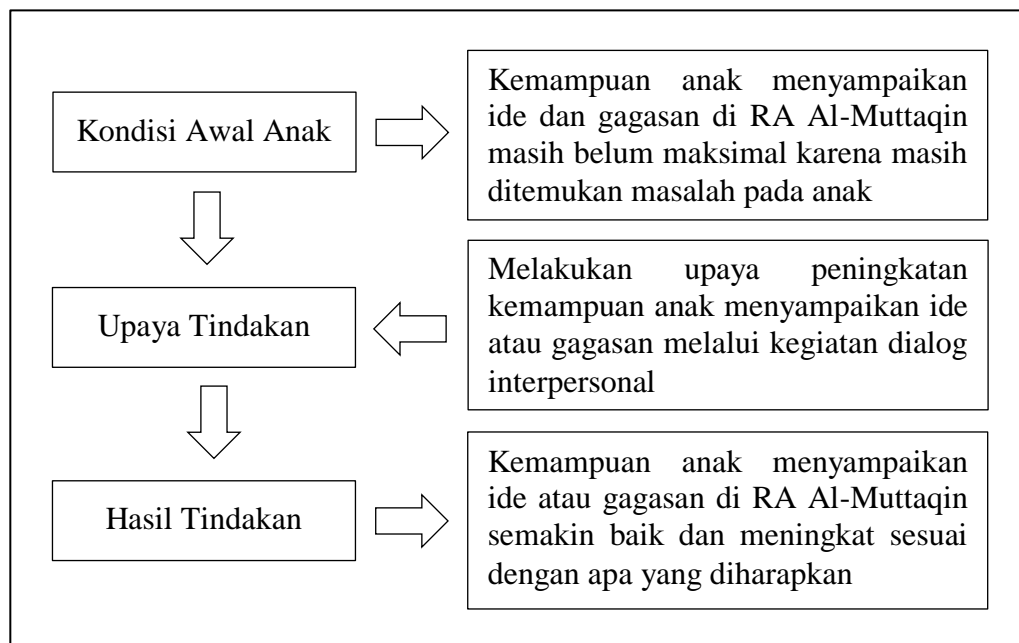 Kondisi Awal Anak
Kemampuan anak menyampaikan
ide dan gagasan di RA Al-Muttaqin
masih belum maksimal karena masih
ditemukan masalah pada anak
Upaya Tindakan
Melakukan upaya peningkatan
kemampuan anak menyampaikan ide
atau gagasan melalui kegiatan dialog
interpersonal
Hasil Tindakan
Kemampuan anak menyampaikan
ide atau gagasan di RA Al-Muttaqin
semakin baik dan meningkat sesuai
dengan apa yang diharapkan